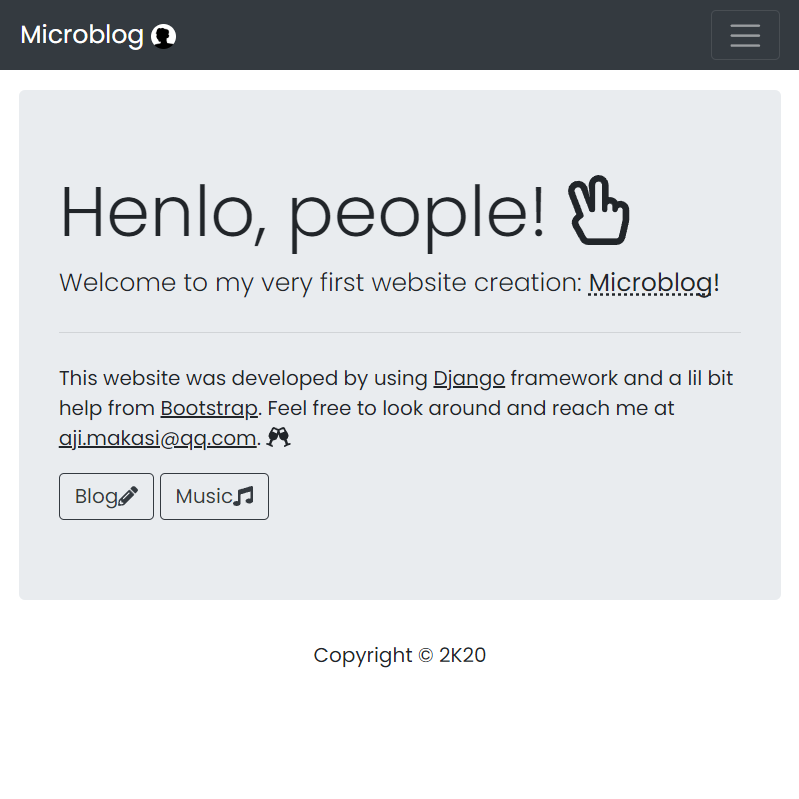 Microblog
Henlo, people!
Welcome to my very first website creation: Microblog!
This website was developed by using Django framework and a lil bit
help from Bootstrap. Feel free to look around and reach me at
aji.makasi@qq.com.
Blog Music
Copyright © 2K20